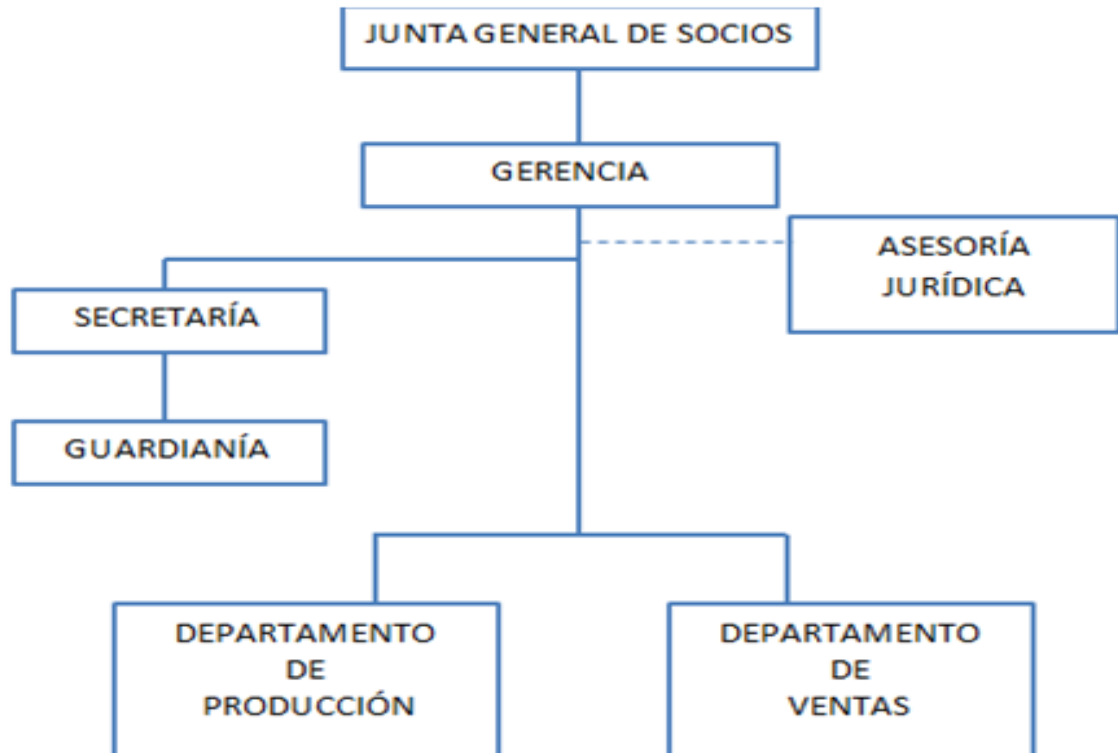 JUNTA GENERAL DE SOCIOS
GERENCIA
ASESORÍA
JURÍDICA
SECRETARÍA
GUARDIANÍA
DEPARTAMENTO
DE
PRODUCCIÓN
DEPARTAMENTO
DE
VENTAS